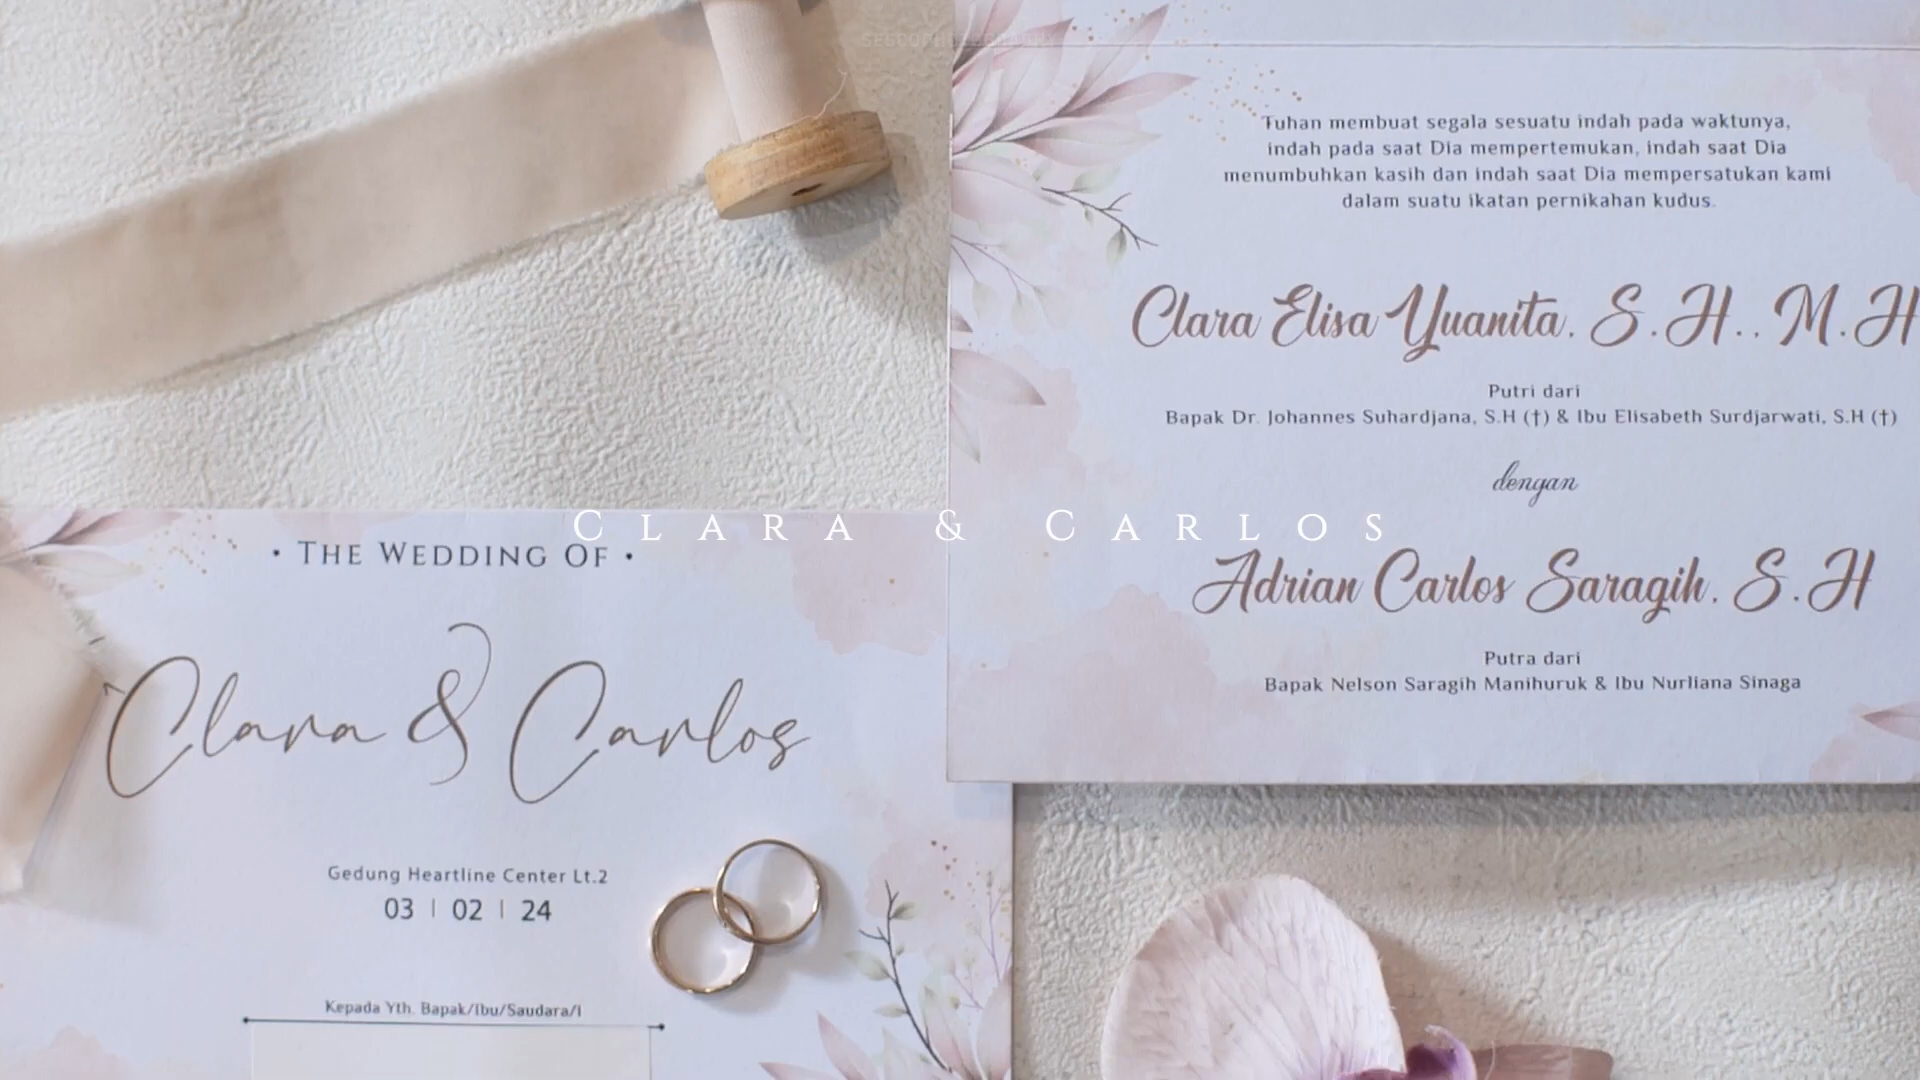 Tuhan membuat segala sesuatu indah pada waktunya,
indah pada saat Dia mempertemukan, indah saat Dia
menumbuhkan kasih dan indah saat Dia mempersatukan kami
dalam suatu ikatan pernikahan kudus.
Clara Elisa Yuanita, S.H., M.H
Putri dari
Bapak Dr. Johannes Suhardjana, S.H (†) & Ibu Elisabeth Surdjarwati, S.H (†)
dengan
Adrian Carlos Saragih, S.H
Putra dari
Bapak Nelson Saragih Manihuruk & Ibu Nurliana Sinaga
CLARA & CARLOS
• THE WEDDING OF •
Clara & Carlos
Gedung Heartline Center Lt.2
03 | 02 | 24
Kepada Yth. Bapak/Ibu/Saudara/i